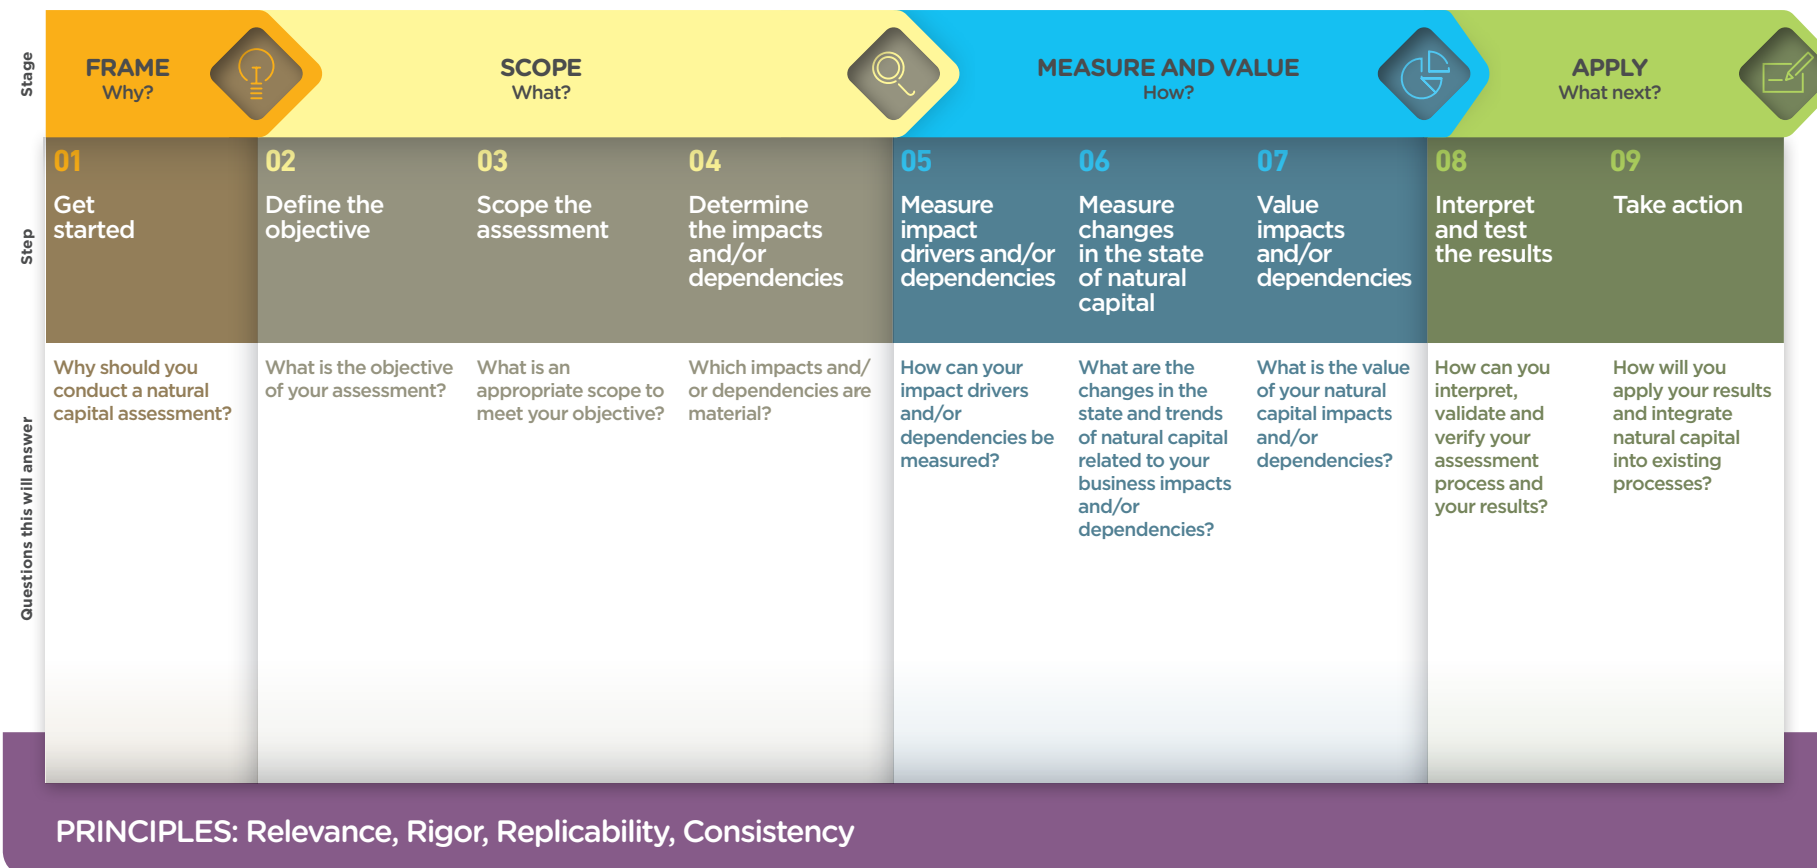 Stage
FRAME
Why?
SCOPE
What?
MEASURE AND VALUE
How?
APPLY
What next?
Step
01
Get
started
02
Define the
objective
03
Scope the
assessment
04
Determine
the impacts
and/or
dependencies
05
Measure
impact
drivers and/or
dependencies
06
Measure
changes
in the state
of natural
capital
07
Value
impacts
and/or
dependencies
08
Interpret
and test
the results
09
Take action
Questions this will answer
Why should you
conduct a natural
capital assessment?
What is the objective
of your assessment?
What is an
appropriate scope to
meet your objective?
Which impacts and/
or dependencies are
material?
How can your
impact drivers
and/or
dependencies be
measured?
What are the
changes in the
state and trends
of natural capital
related to your
business impacts
and/or
dependencies?
What is the value
of your natural
capital impacts
and/or
dependencies?
How can you
interpret,
validate and
verify your
assessment
process and
your results?
How will you
apply your results
and integrate
natural capital
into existing
processes?
PRINCIPLES: Relevance, Rigor, Replicability, Consistency